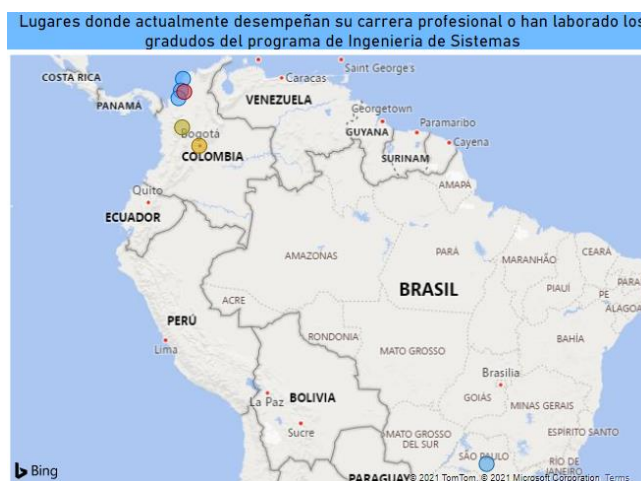 Lugares donde actualmente desempeñan su carrera profesional o han laborado los
gradudos del programa de Ingenieria de Sistemas
COSTA RICA
PANAMÁ
Caracas
Saint George's
VENEZUELA
Georgetown
Paramaribo
GUYANA
Cayena
SURINAM
Bogotá
COLOMBIA
AMAPÁ
Quito
ECUADOR
AMAZONAS
PARÁ
MARANHÃO
CEARÁ
PIAUÍ
PE
ALAGO
BRASIL
ACRE
PERÚ
RONDONIA
BAHÍA
Lima
MATO GROSSO
Brasilia
BOLIVIA
GOIÁS
La Paz
MINAS GERAIS
Sucre
MATO GROSSO
DEL SUR
ESPÍRITO SANTO
SÃO PAULO
RÍO DE
JANEIRO
Bing
PARAGUAY
© 2021 TomTom, © 2021 Microsoft Corporation Terms